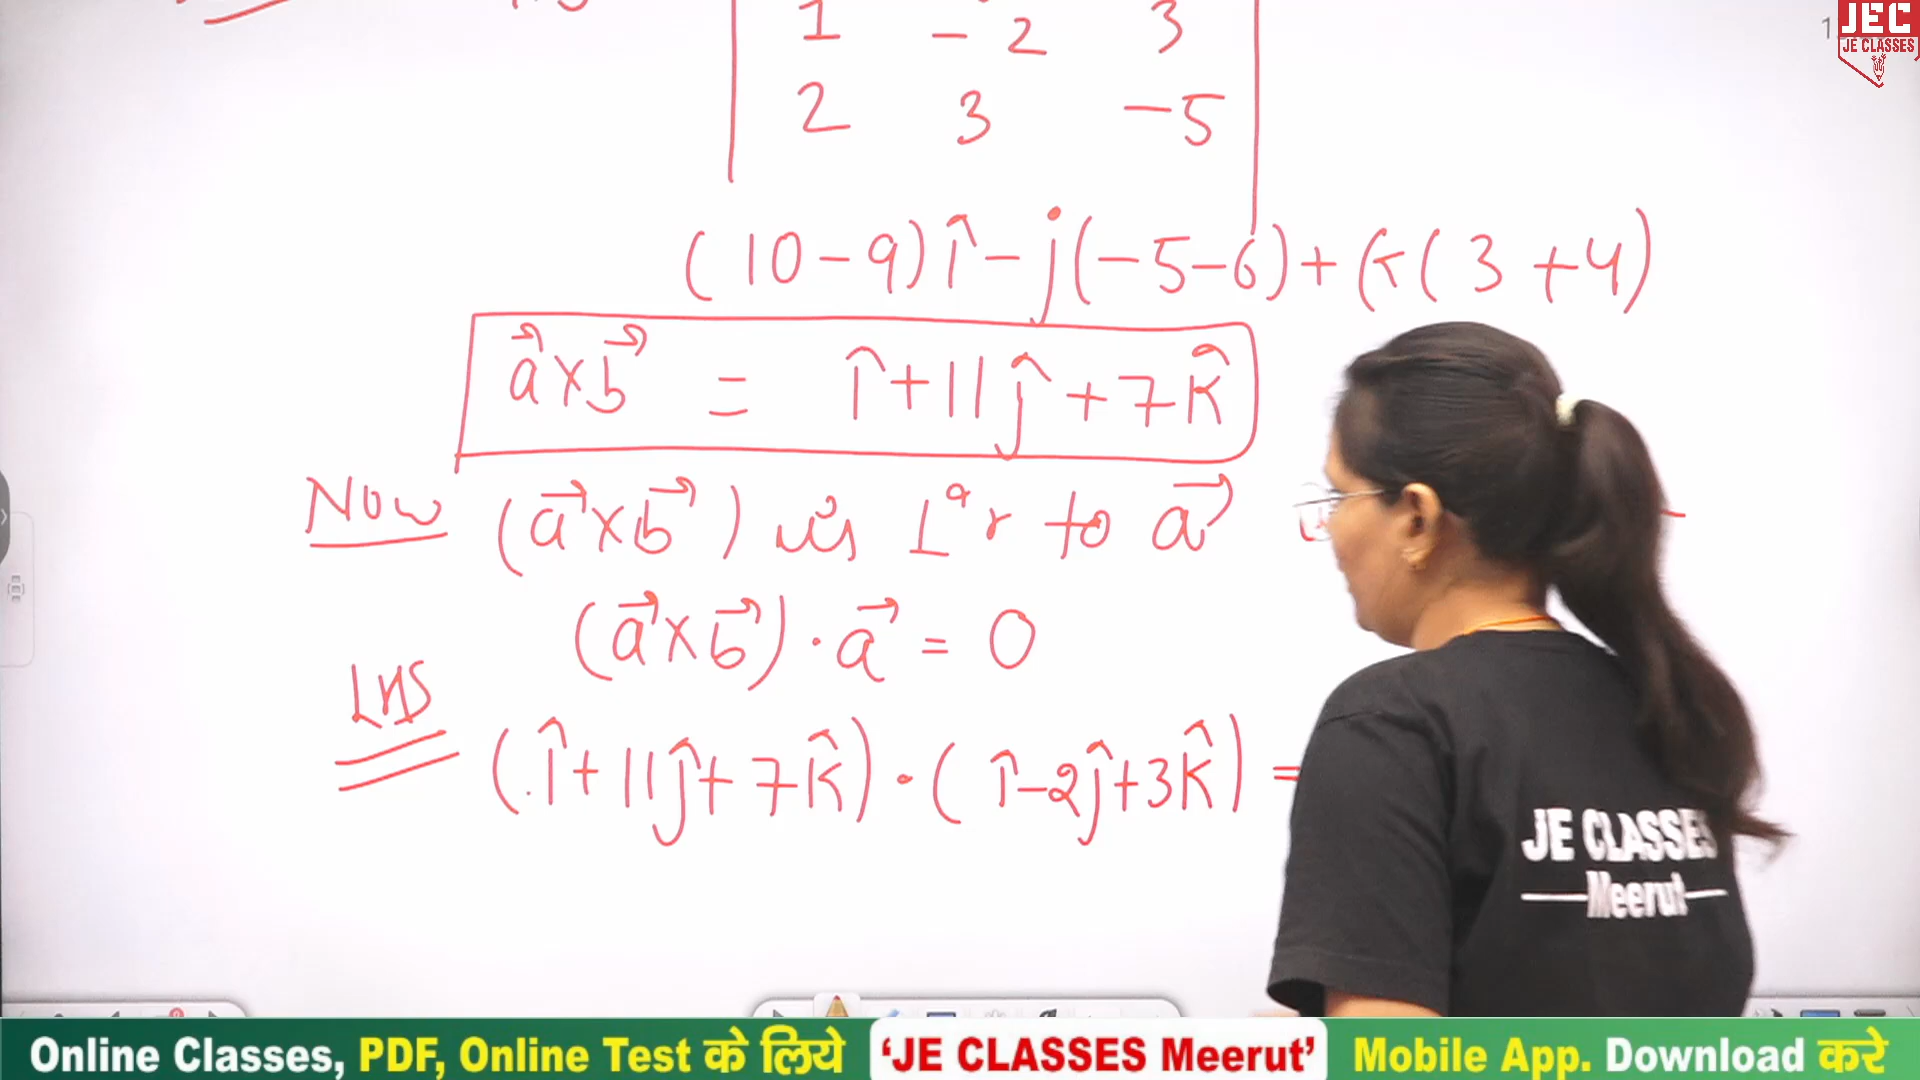 1 -2 3
JEC
JE CLASSES
2 3 -5
(10-9)î - j(-5-6) + k(3+4)
a⃗×b⃗ = î+11ĵ+7k̂
Now (a⃗×b⃗) is ⊥ar to a⃗
(a⃗×b⃗)·a⃗ = 0
LHS
(î+11ĵ+7k̂)·(î-2ĵ+3k̂) =
JE CLASSES
Meerut
Online Classes, PDF, Online Test के लिये ‘JE CLASSES Meerut’ Mobile App. Download करे